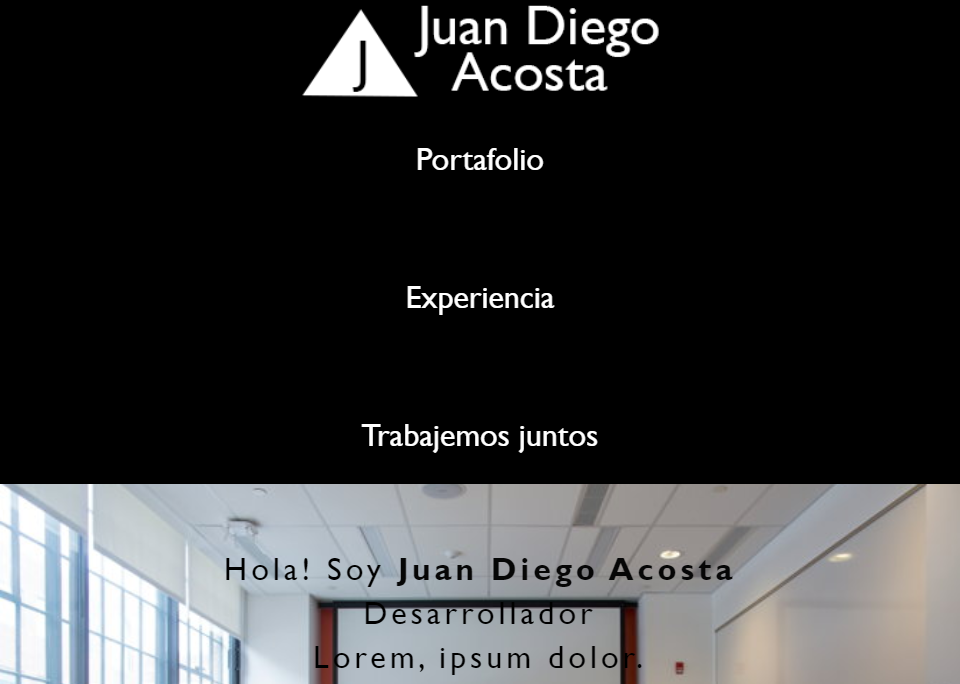 J
Juan Diego
Acosta
Portafolio
Experiencia
Trabajemos juntos
Hola! Soy Juan Diego Acosta
Desarrollador
Lorem, ipsum dolor.